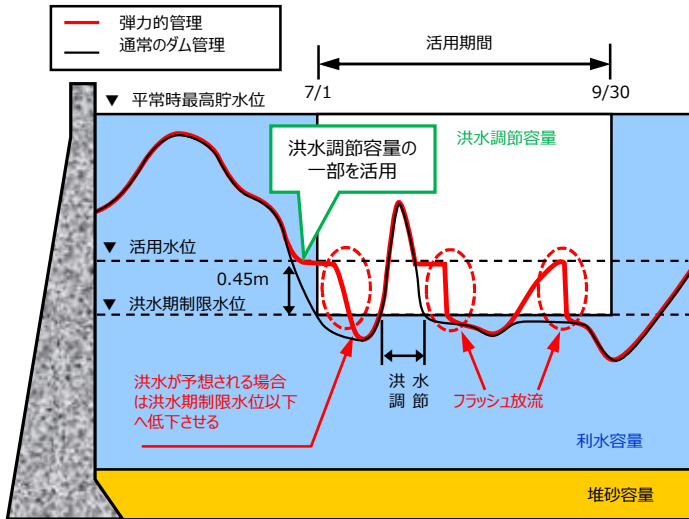 弾力的管理
通常のダム管理
活用期間
7/1
9/30
▼ 平常時最高貯水位
洪水調節容量
洪水調節容量の
一部を活用
▼ 活用水位
0.45m
▼ 洪水期制限水位
洪水が予想される場合
は洪水期制限水位以下
へ低下させる
洪 水
調 節
フラッシュ放流
利水容量
堆砂容量